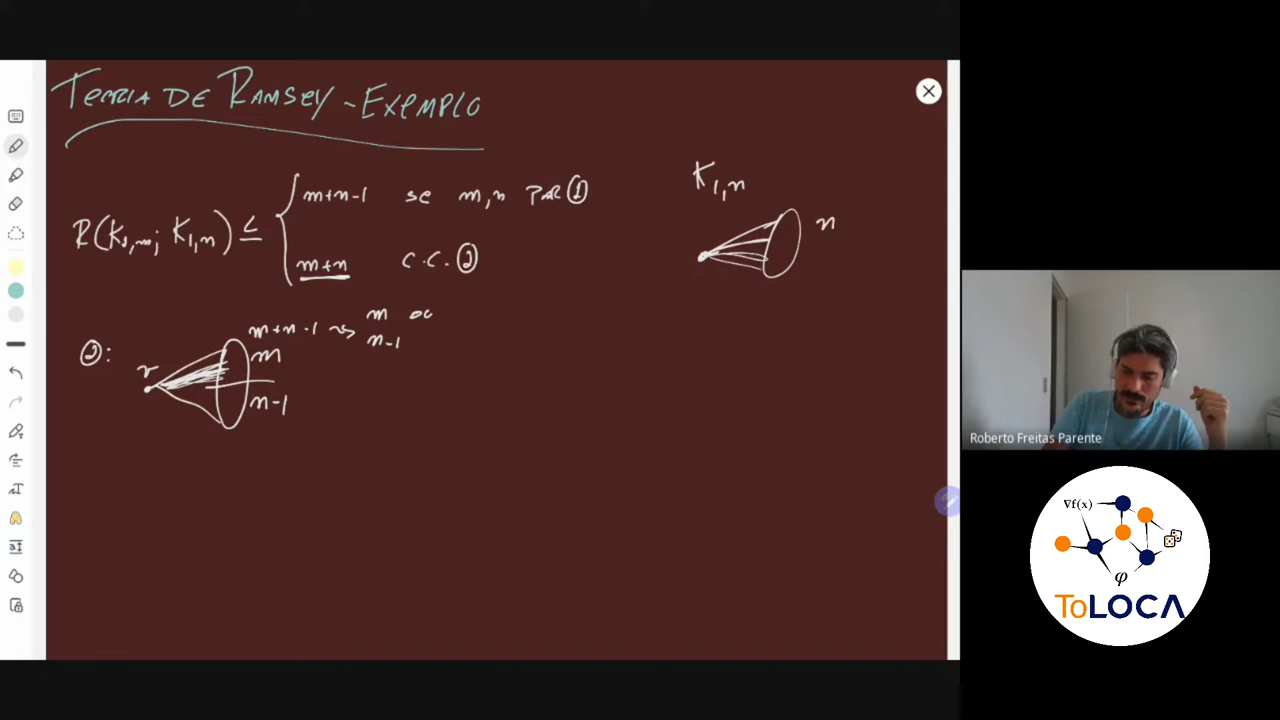 TEORIA DE RAMSEY - EXEMPLO
R(K1,m; K1,n) ≤ { m+n-1 se m,n PAR ①
m+n c.c. ②
K1,n
n
②: v
m+n-1 ⇝ m ou
n-1
m
n-1
Roberto Freitas Parente
∇f(x)
φ
ToLOCA